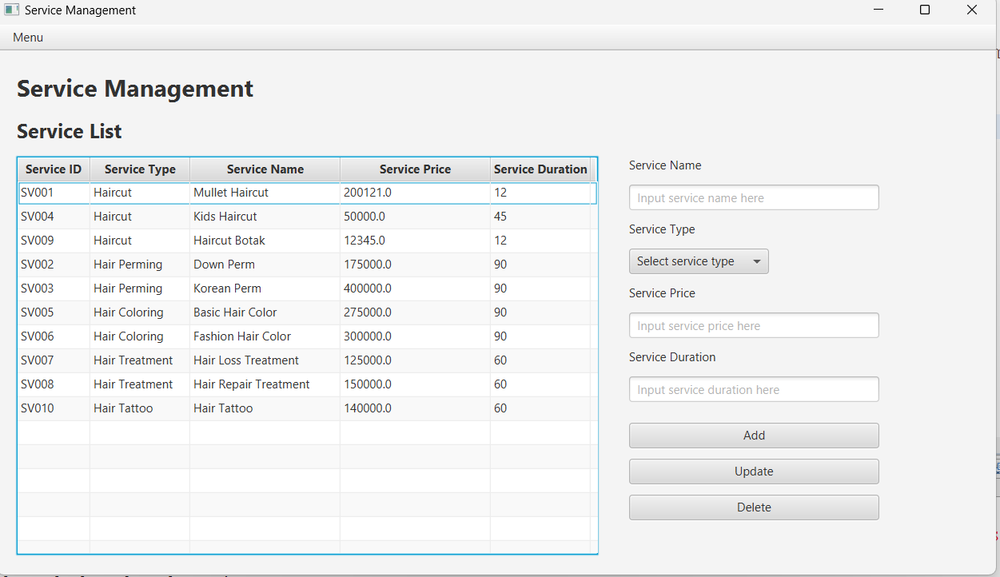 Service Management
Menu
Service Management
Service List
Service ID Service Type Service Name Service Price Service Duration
SV001 Haircut Mullet Haircut 200121.0 12
SV004 Haircut Kids Haircut 50000.0 45
SV009 Haircut Haircut Botak 12345.0 12
SV002 Hair Perming Down Perm 175000.0 90
SV003 Hair Perming Korean Perm 400000.0 90
SV005 Hair Coloring Basic Hair Color 275000.0 90
SV006 Hair Coloring Fashion Hair Color 300000.0 90
SV007 Hair Treatment Hair Loss Treatment 125000.0 60
SV008 Hair Treatment Hair Repair Treatment 150000.0 60
SV010 Hair Tattoo Hair Tattoo 140000.0 60
Service Name
Input service name here
Service Type
Select service type
Service Price
Input service price here
Service Duration
Input service duration here
Add
Update
Delete